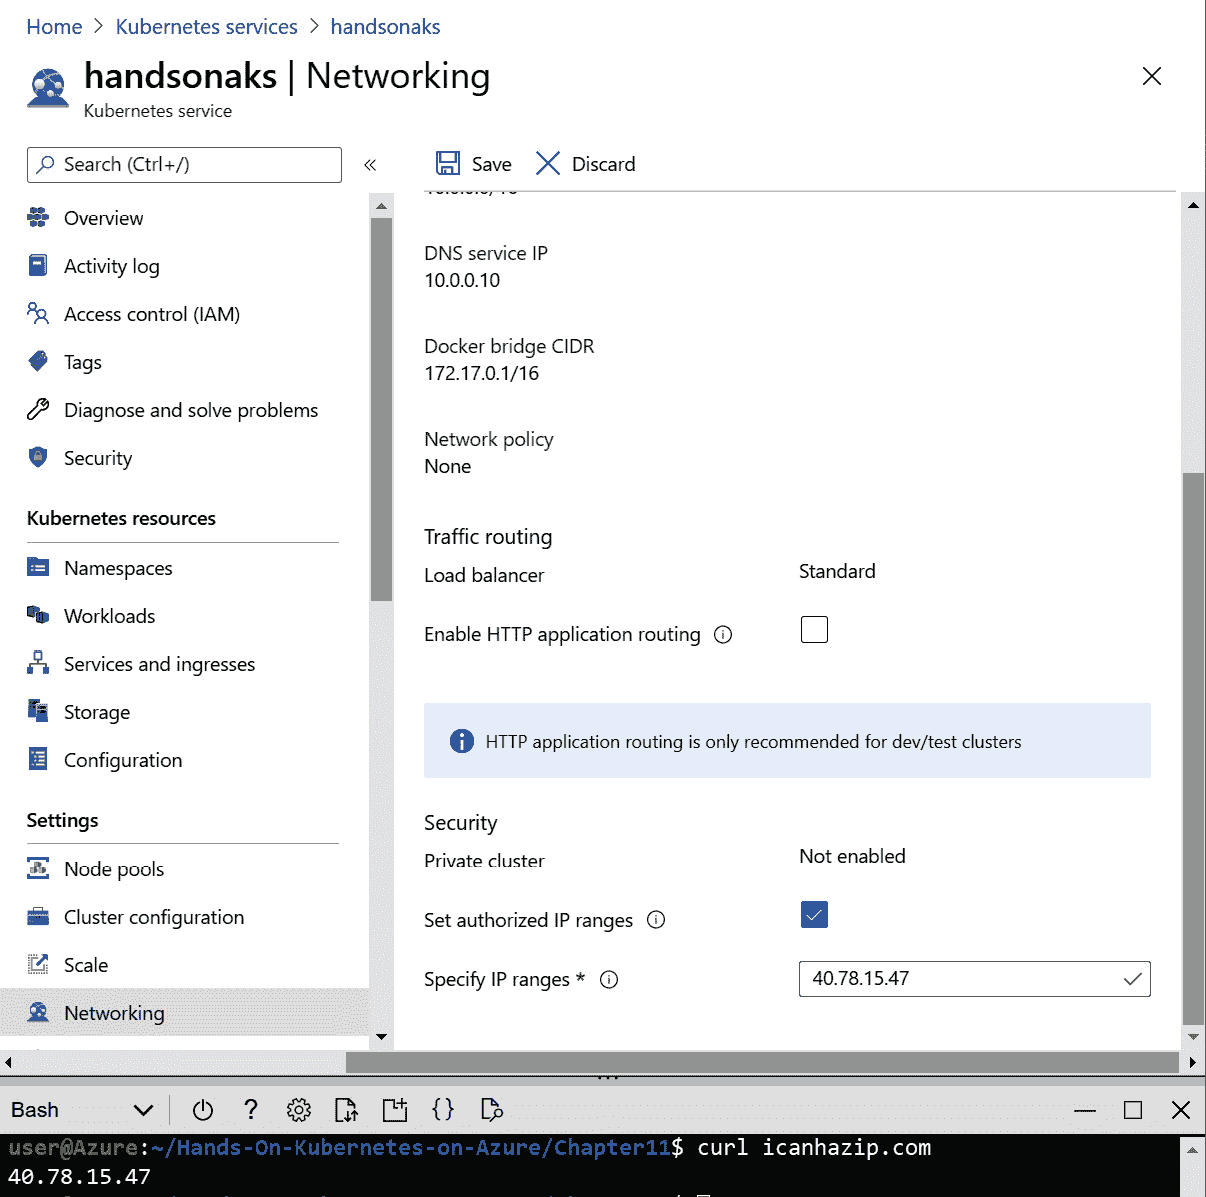 Home > Kubernetes services > handsonaks
handsonaks | Networking
Kubernetes service
Search (Ctrl+/)
«
Save
Discard
Overview
Activity log
Access control (IAM)
Tags
Diagnose and solve problems
Security
Kubernetes resources
Namespaces
Workloads
Services and ingresses
Storage
Configuration
Settings
Node pools
Cluster configuration
Scale
Networking
DNS service IP
10.0.0.10
Docker bridge CIDR
172.17.0.1/16
Network policy
None
Traffic routing
Load balancer Standard
Enable HTTP application routing
HTTP application routing is only recommended for dev/test clusters
Security
Private cluster Not enabled
Set authorized IP ranges
Specify IP ranges * 40.78.15.47
Bash
user@Azure:~/Hands-On-Kubernetes-on-Azure/Chapter11$ curl icanhazip.com
40.78.15.47